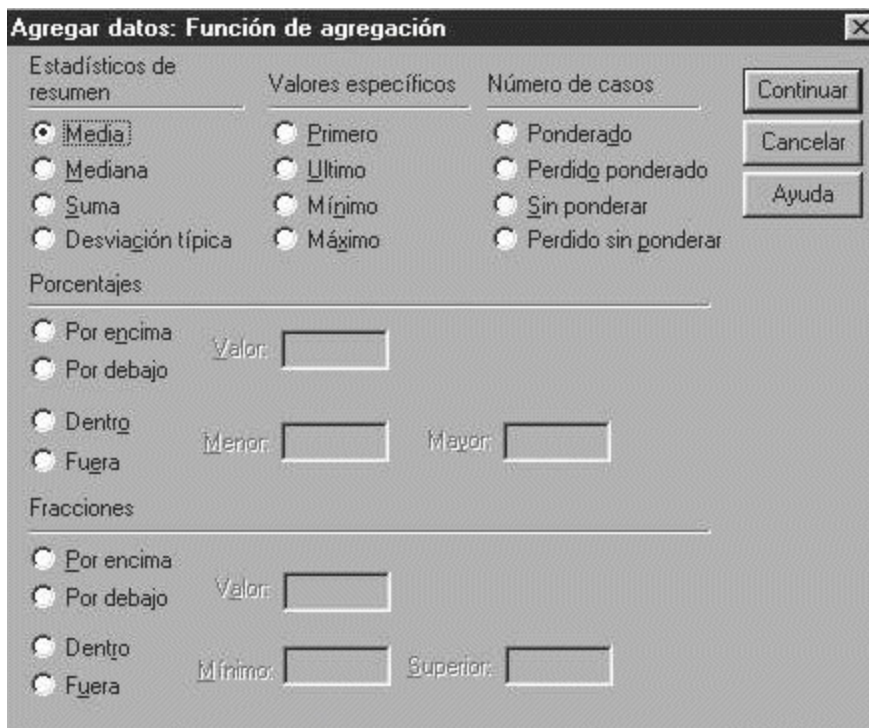 Agregar datos: Función de agregación
Estadísticos de
resumen
Media
Mediana
Suma
Desviación típica
Valores específicos
Primero
Ultimo
Mínimo
Máximo
Número de casos
Ponderado
Perdido ponderado
Sin ponderar
Perdido sin ponderar
Continuar
Cancelar
Ayuda
Porcentajes
Por encima
Por debajo
Valor:
Dentro
Fuera
Menor:
Mayor:
Fracciones
Por encima
Por debajo
Valor:
Dentro
Fuera
Mínimo:
Superior: